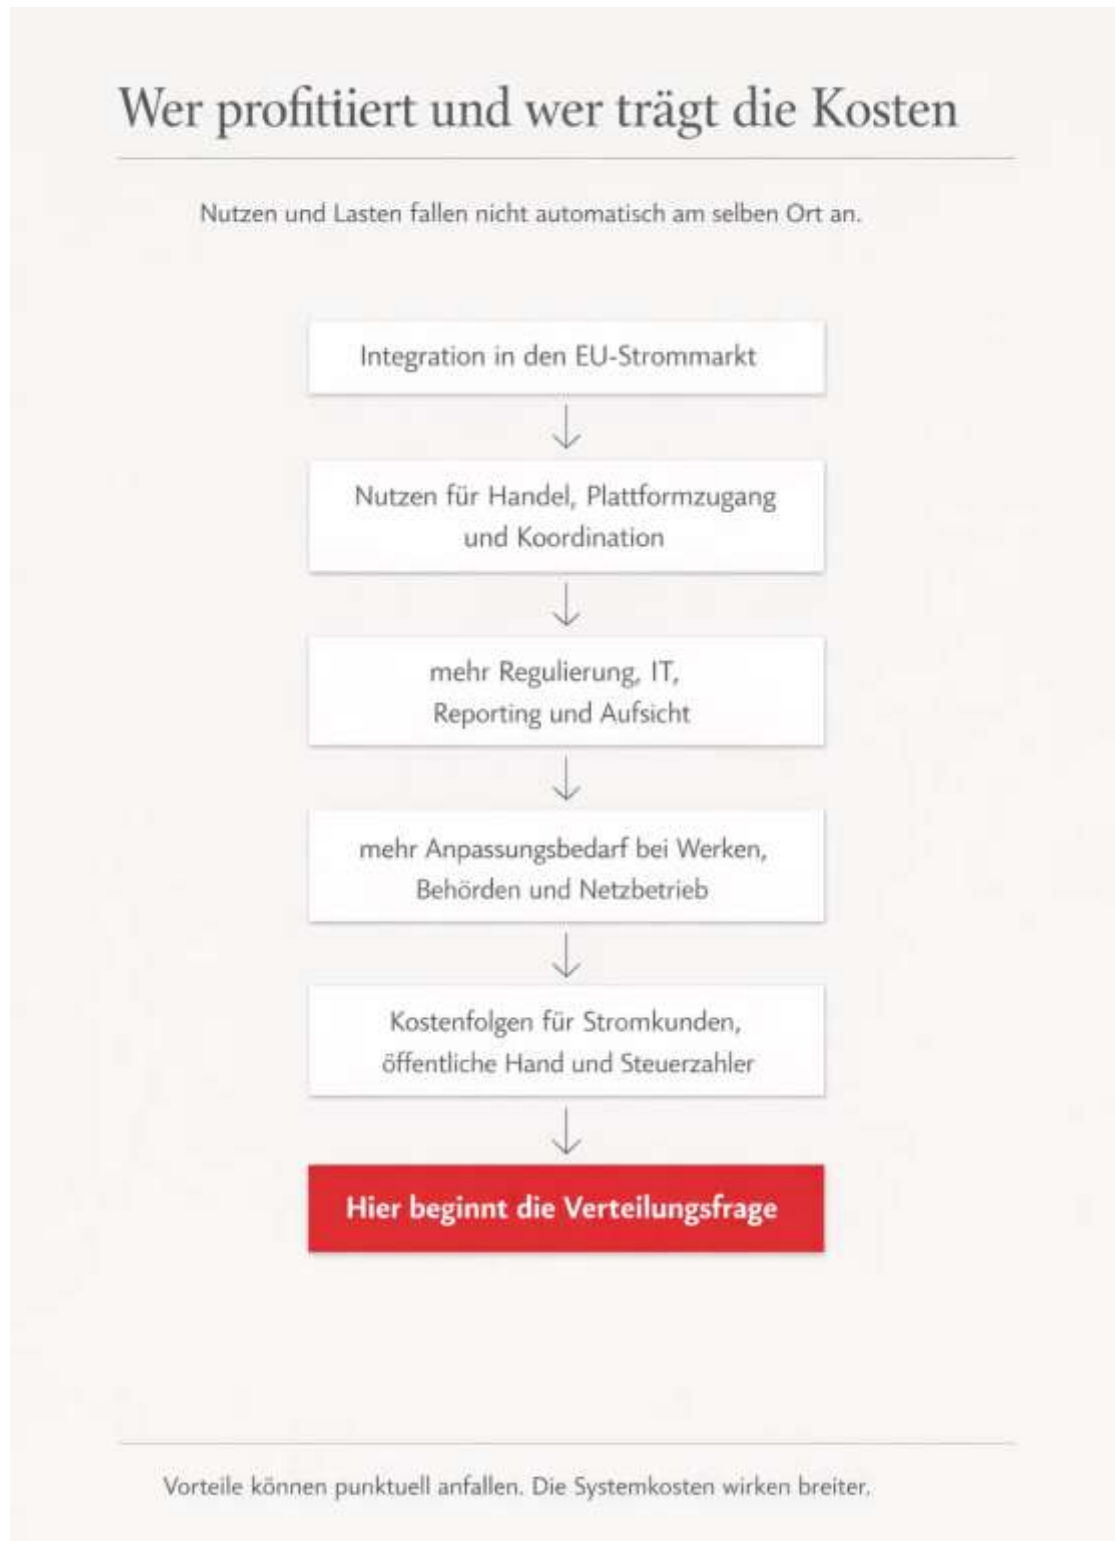 Wer profitiert und wer trägt die Kosten
Nutzen und Lasten fallen nicht automatisch am selben Ort an.
Integration in den EU-Strommarkt
Nutzen für Handel, Plattformzugang
und Koordination
mehr Regulierung, IT,
Reporting und Aufsicht
mehr Anpassungsbedarf bei Werken,
Behörden und Netzbetrieb
Kostenfolgen für Stromkunden,
öffentliche Hand und Steuerzahler
Hier beginnt die Verteilungsfrage
Vorteile können punktuell anfallen. Die Systemkosten wirken breiter.